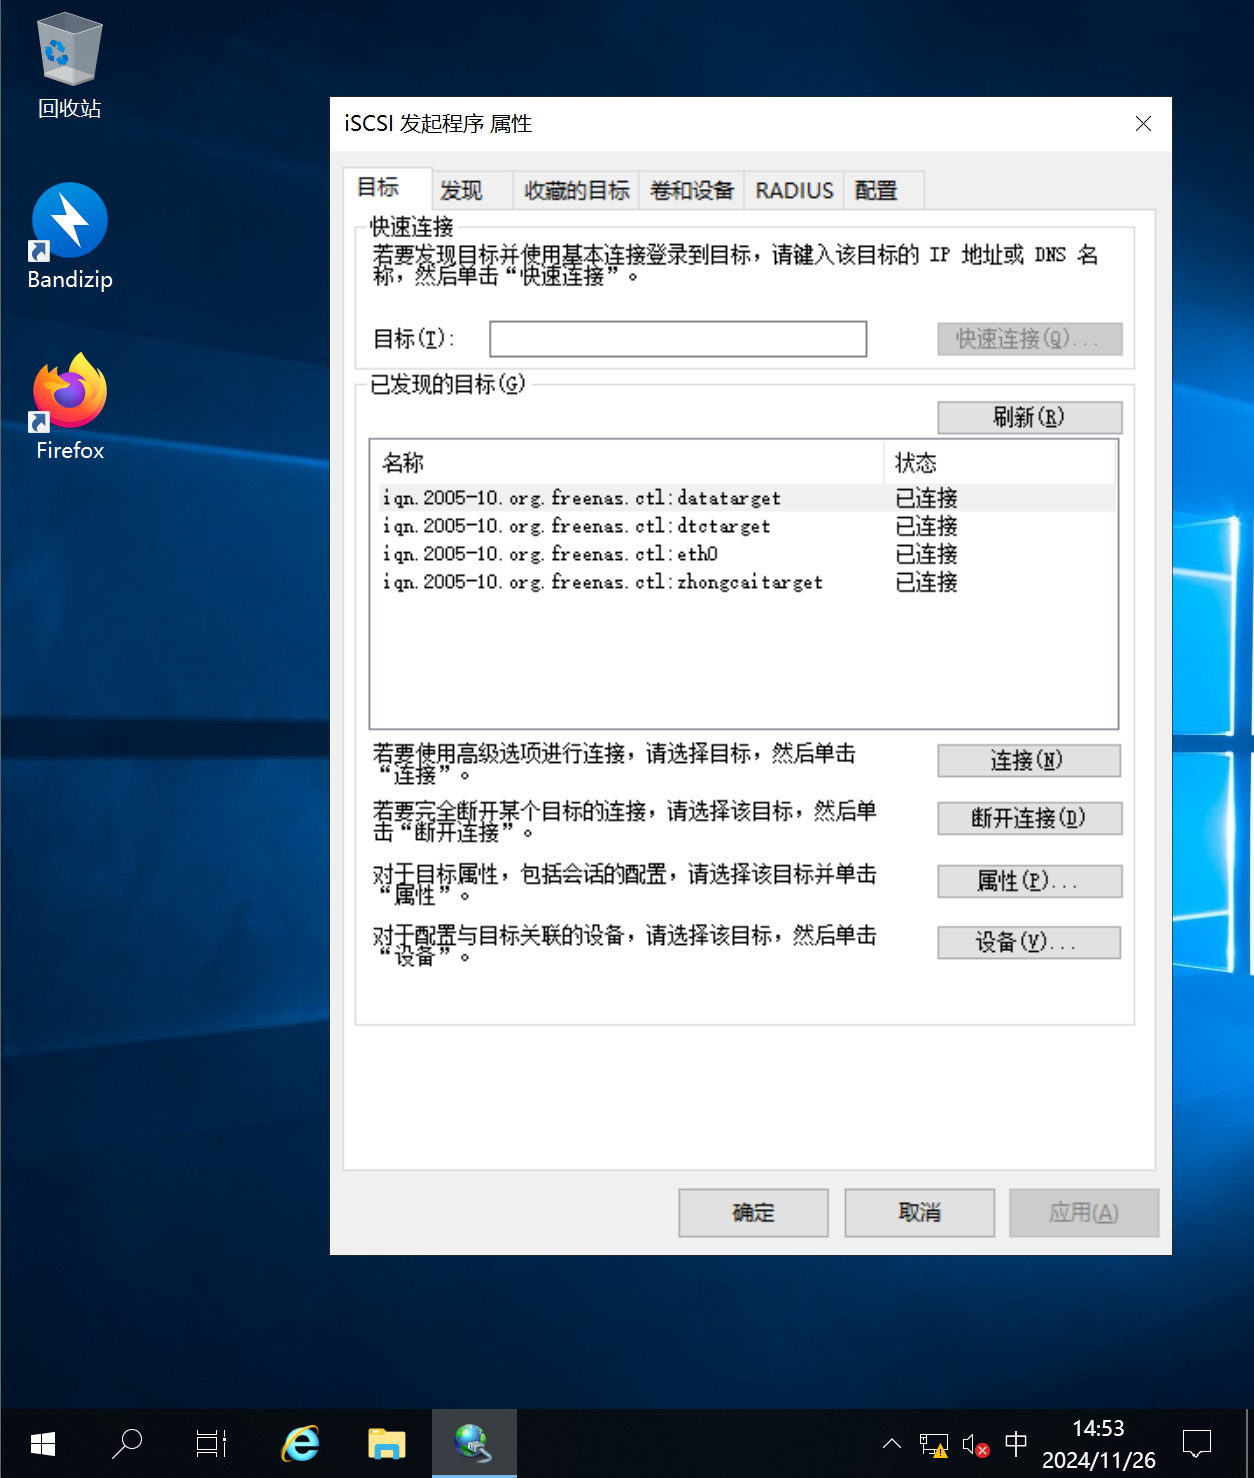 回收站
Bandizip
Firefox
iSCSI 发起程序 属性
目标 发现 收藏的目标 卷和设备 RADIUS 配置
快速连接
若要发现目标并使用基本连接登录到目标，请键入该目标的 IP 地址或 DNS 名
称，然后单击“快速连接”。
目标(T): 快速连接(Q)...
已发现的目标(G)
刷新(R)
名称 状态
iqn.2005-10.org.freenas.ctl:datatarget 已连接
iqn.2005-10.org.freenas.ctl:dtctarget 已连接
iqn.2005-10.org.freenas.ctl:eth0 已连接
iqn.2005-10.org.freenas.ctl:zhongcaitarget 已连接
若要使用高级选项进行连接，请选择目标，然后单击
“连接”。
连接(N)
若要完全断开某个目标的连接，请选择该目标，然后单
击“断开连接”。
断开连接(D)
对于目标属性，包括会话的配置，请选择该目标并单击
“属性”。
属性(P)...
对于配置与目标关联的设备，请选择该目标，然后单击
“设备”。
设备(V)...
确定 取消 应用(A)
中
14:53
2024/11/26